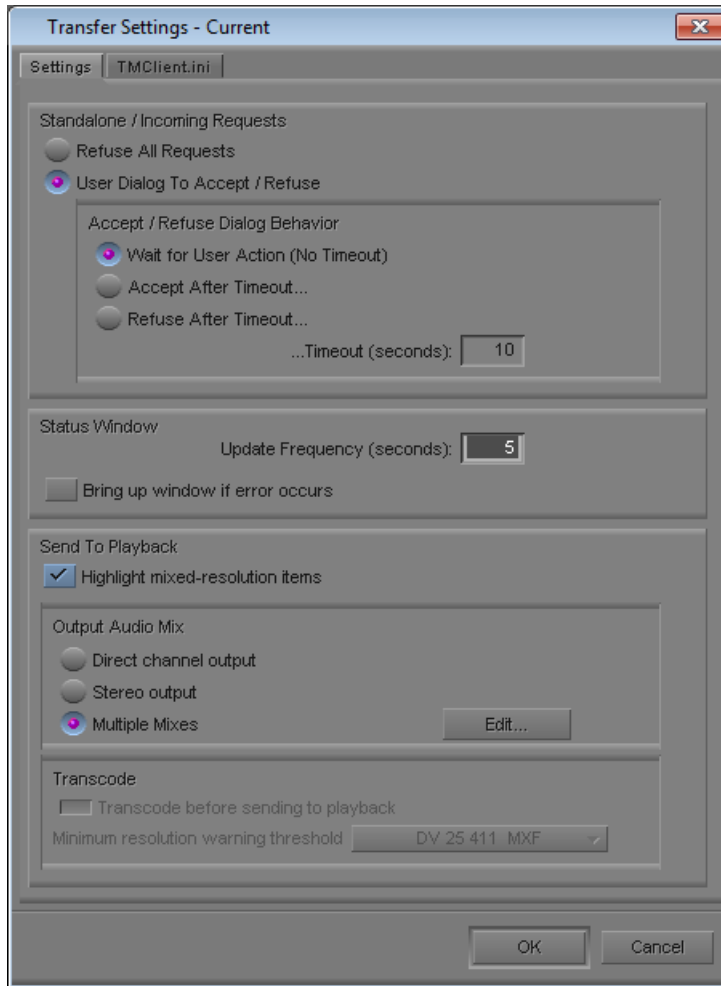 Transfer Settings - Current
Settings
TMClient.ini
Standalone / Incoming Requests
Refuse All Requests
User Dialog To Accept / Refuse
Accept / Refuse Dialog Behavior
Wait for User Action (No Timeout)
Accept After Timeout...
Refuse After Timeout...
...Timeout (seconds): 10
Status Window
Update Frequency (seconds): 5
Bring up window if error occurs
Send To Playback
Highlight mixed-resolution items
Output Audio Mix
Direct channel output
Stereo output
Multiple Mixes
Edit...
Transcode
Transcode before sending to playback
Minimum resolution warning threshold DV 25 411 MXF
OK
Cancel